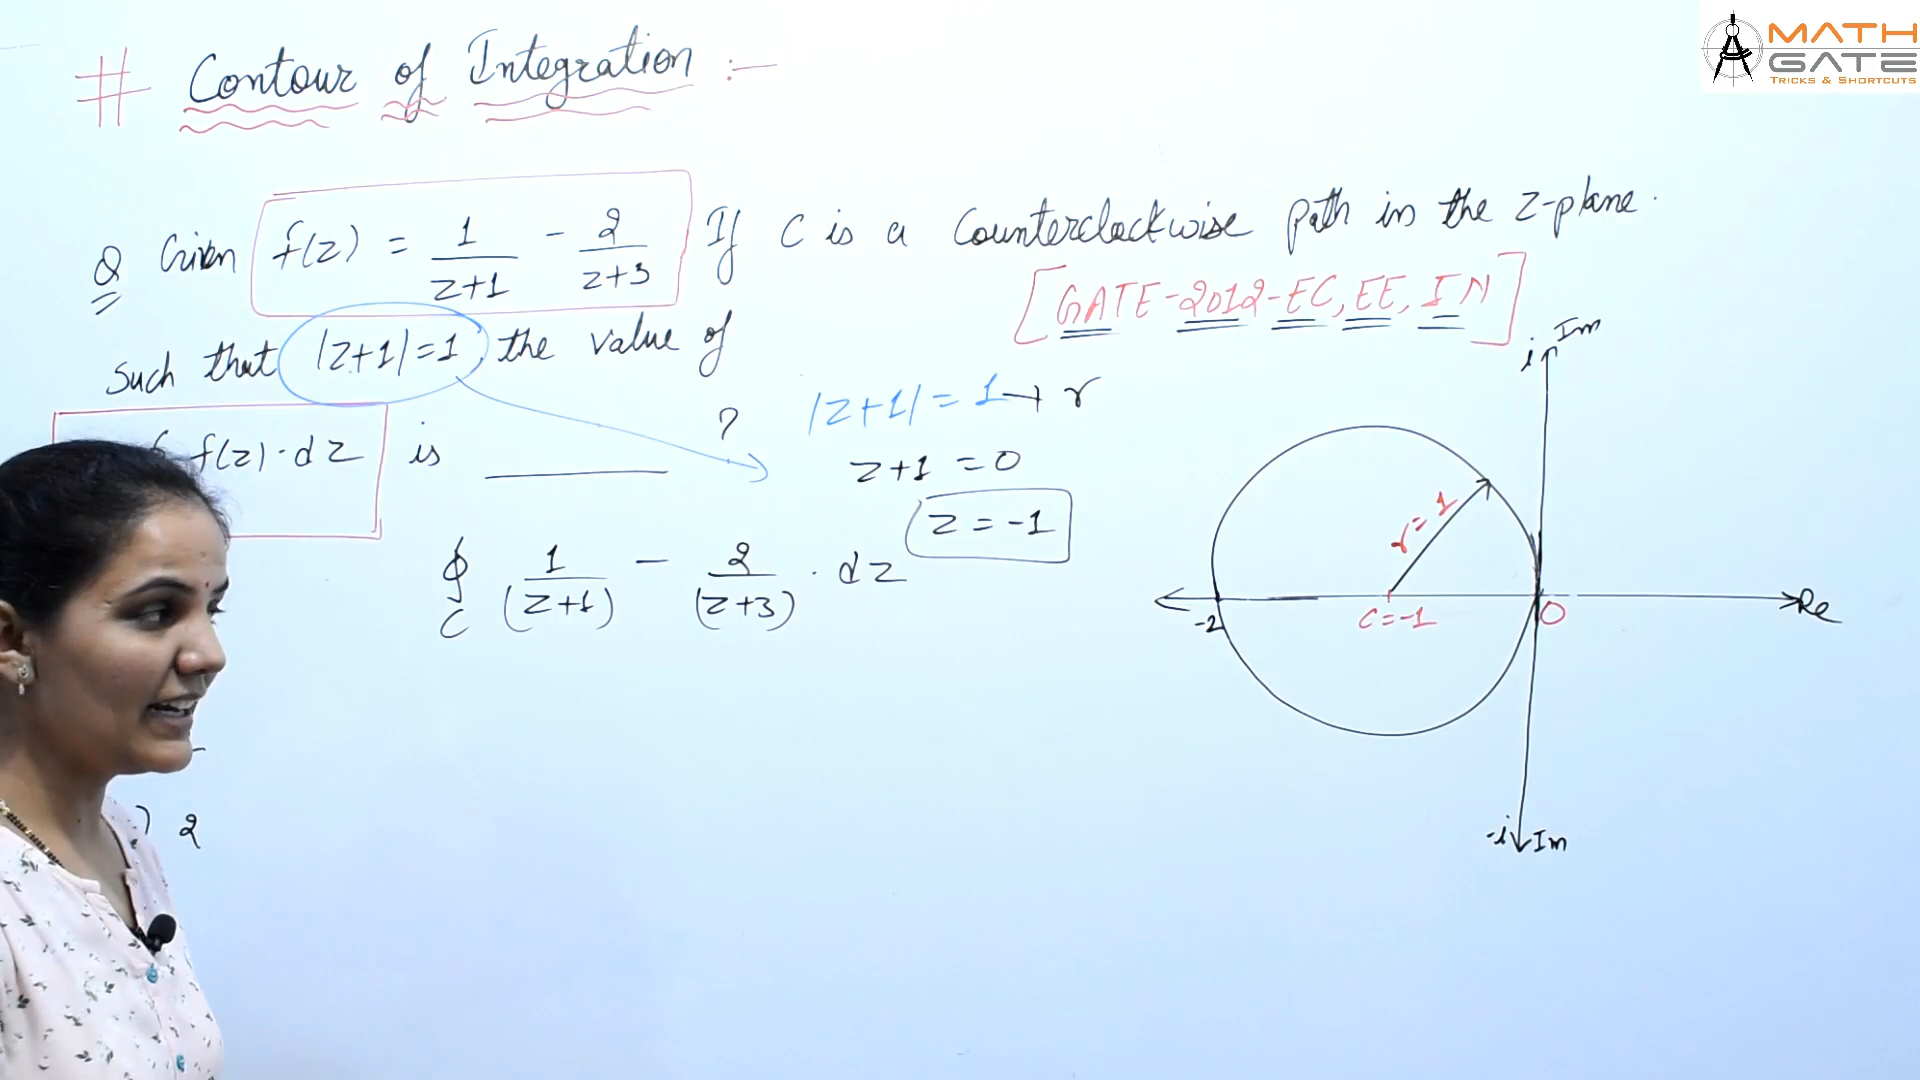 # Contour of Integration :-
MATH
GATE
TRICKS & SHORTCUTS
Q Given f(z) = 1/(z+1) - 2/(z+3) If C is a Counterclockwise path in the z-plane.
[GATE-2012-EC, EE, IN]
Such that |z+1|=1, the value of
f(z)·dz is ______ ?
|z+1| = 1 → r
z+1 = 0
z = -1
∮C 1/(z+1) - 2/(z+3) · dz
) 2
i Im
r = 1
-2 C=-1 0 Re
-i Im